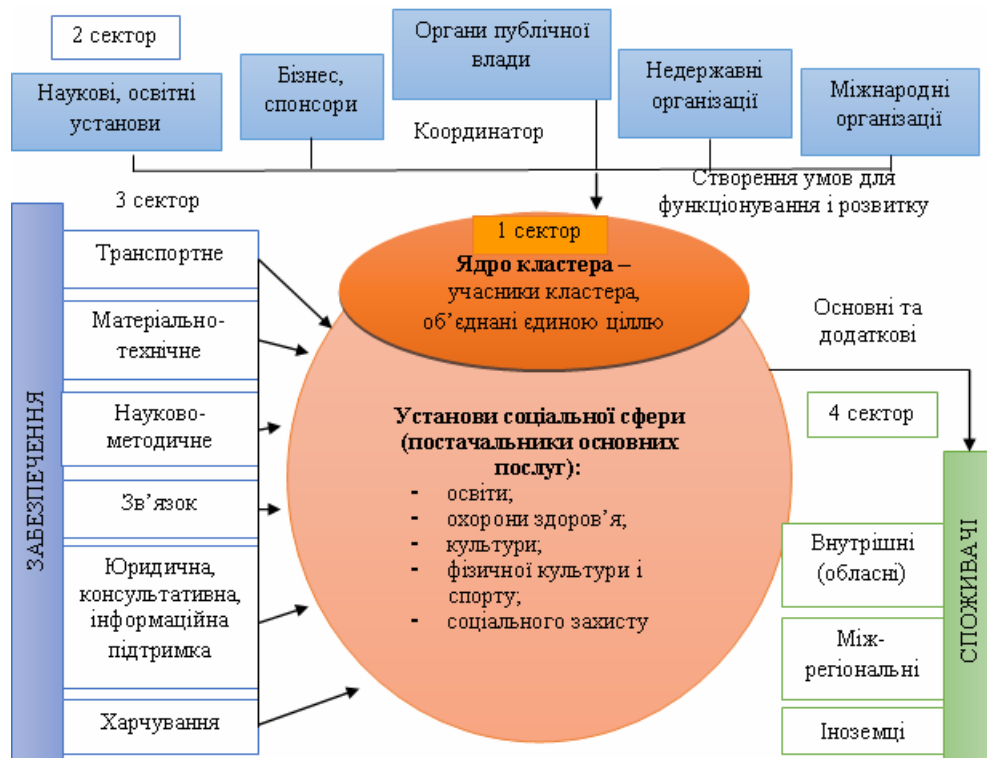 2 сектор
Наукові, освітні
установи
Бізнес,
спонсори
Органи публічної
влади
Недержавні
організації
Міжнародні
організації
Координатор
Створення умов для
функціонування і розвитку
3 сектор
ЗАБЕЗПЕЧЕННЯ
Транспортне
Матеріально-
технічне
Науково-
методичне
Зв’язок
Юридична,
консультативна,
інформаційна
підтримка
Харчування
1 сектор
Ядро кластера –
учасники кластера,
об’єднані єдиною ціллю
Установи соціальної сфери
(постачальники основних
послуг):
- освіти;
- охорони здоров’я;
- культури;
- фізичної культури і
спорту;
- соціального захисту
Основні та
додаткові
4 сектор
СПОЖИВАЧІ
Внутрішні
(обласні)
Між-
регіональні
Іноземці